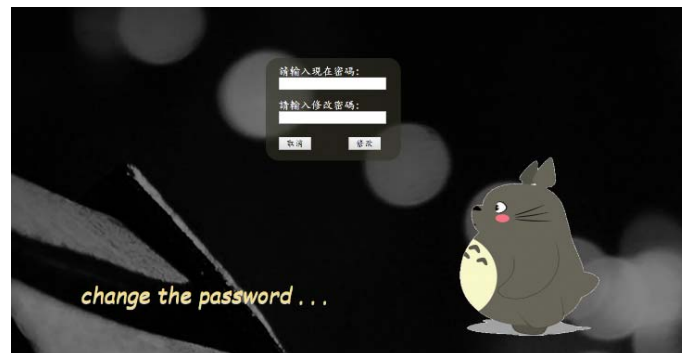 請輸入現在密碼:
請輸入修改密碼:
取消
修改
change the password . . .